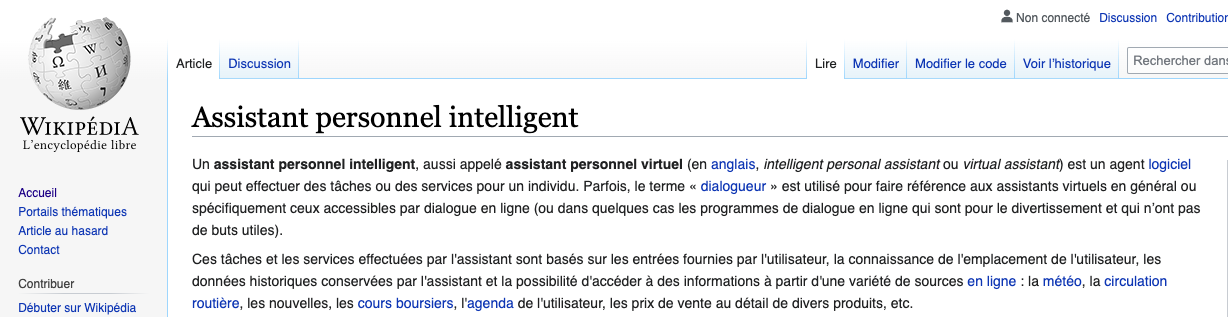 Non connecté Discussion Contribution
Article Discussion Lire Modifier Modifier le code Voir l'historique Rechercher dans
WIKIPÉDIA
L'encyclopédie libre
Accueil
Portails thématiques
Article au hasard
Contact
Contribuer
Débuter sur Wikipédia
Assistant personnel intelligent
Un assistant personnel intelligent, aussi appelé assistant personnel virtuel (en anglais, intelligent personal assistant ou virtual assistant) est un agent logiciel
qui peut effectuer des tâches ou des services pour un individu. Parfois, le terme « dialogueur » est utilisé pour faire référence aux assistants virtuels en général ou
spécifiquement ceux accessibles par dialogue en ligne (ou dans quelques cas les programmes de dialogue en ligne qui sont pour le divertissement et qui n’ont pas
de buts utiles).
Ces tâches et les services effectuées par l'assistant sont basés sur les entrées fournies par l'utilisateur, la connaissance de l'emplacement de l'utilisateur, les
données historiques conservées par l'assistant et la possibilité d'accéder à des informations à partir d'une variété de sources en ligne : la météo, la circulation
routière, les nouvelles, les cours boursiers, l'agenda de l'utilisateur, les prix de vente au détail de divers produits, etc.